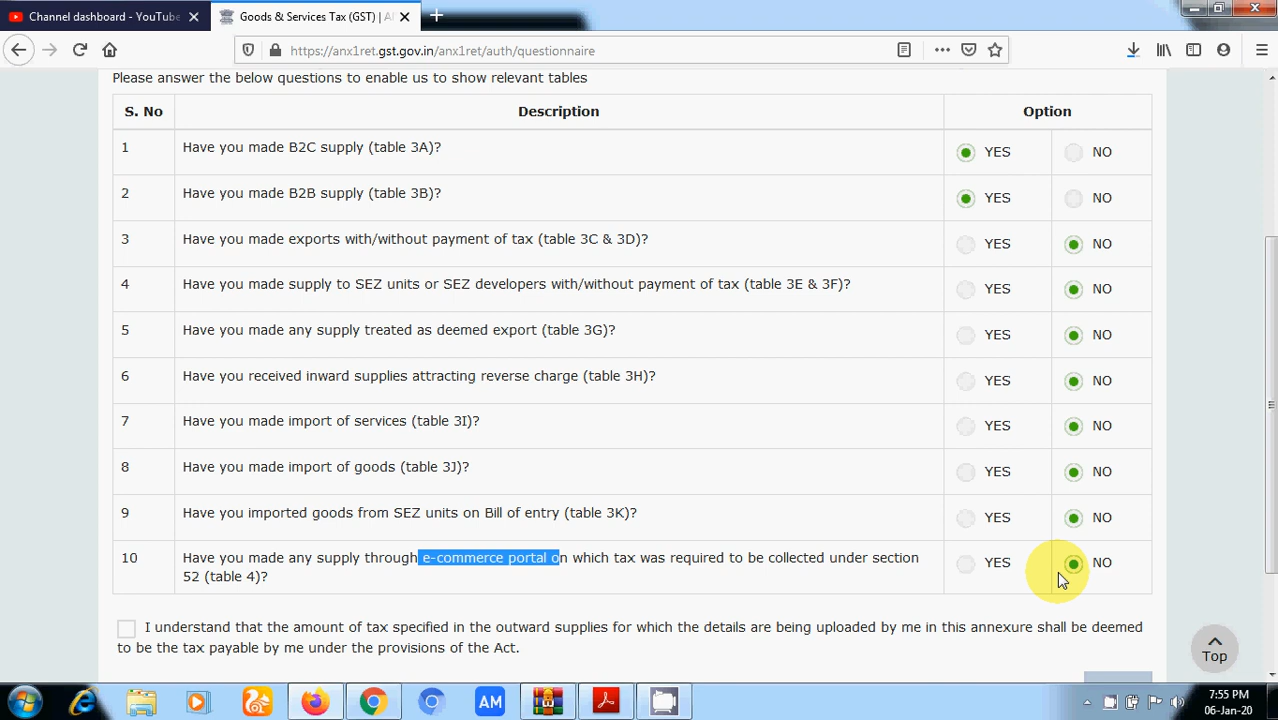 Channel dashboard - YouTube
Goods & Services Tax (GST) | A
https://anx1ret.gst.gov.in/anx1ret/auth/questionnaire
Please answer the below questions to enable us to show relevant tables
S. No Description Option
1 Have you made B2C supply (table 3A)? YES NO
2 Have you made B2B supply (table 3B)? YES NO
3 Have you made exports with/without payment of tax (table 3C & 3D)? YES NO
4 Have you made supply to SEZ units or SEZ developers with/without payment of tax (table 3E & 3F)? YES NO
5 Have you made any supply treated as deemed export (table 3G)? YES NO
6 Have you received inward supplies attracting reverse charge (table 3H)? YES NO
7 Have you made import of services (table 3I)? YES NO
8 Have you made import of goods (table 3J)? YES NO
9 Have you imported goods from SEZ units on Bill of entry (table 3K)? YES NO
10 Have you made any supply through e-commerce portal on which tax was required to be collected under section YES NO
52 (table 4)?
I understand that the amount of tax specified in the outward supplies for which the details are being uploaded by me in this annexure shall be deemed
to be the tax payable by me under the provisions of the Act.
Top
AM
7:55 PM
06-Jan-20